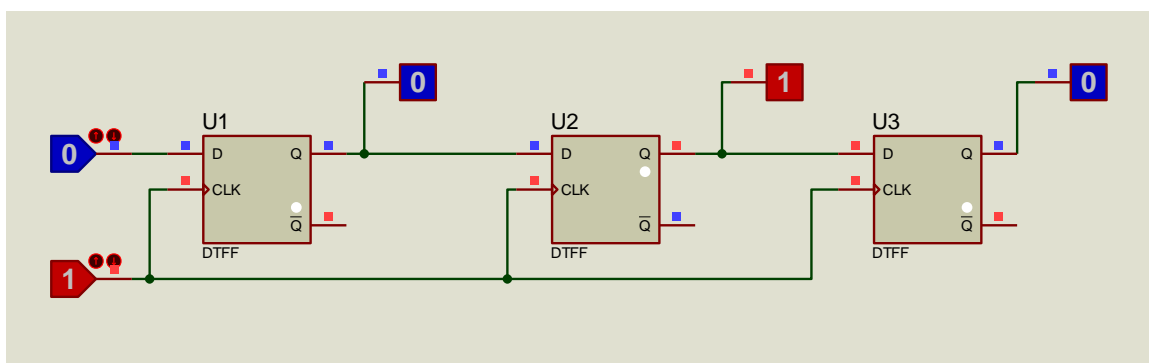 0 1 0
U1 U2 U3
0 D Q D Q D Q
CLK CLK CLK
Q Q Q
DTFF DTFF DTFF
1